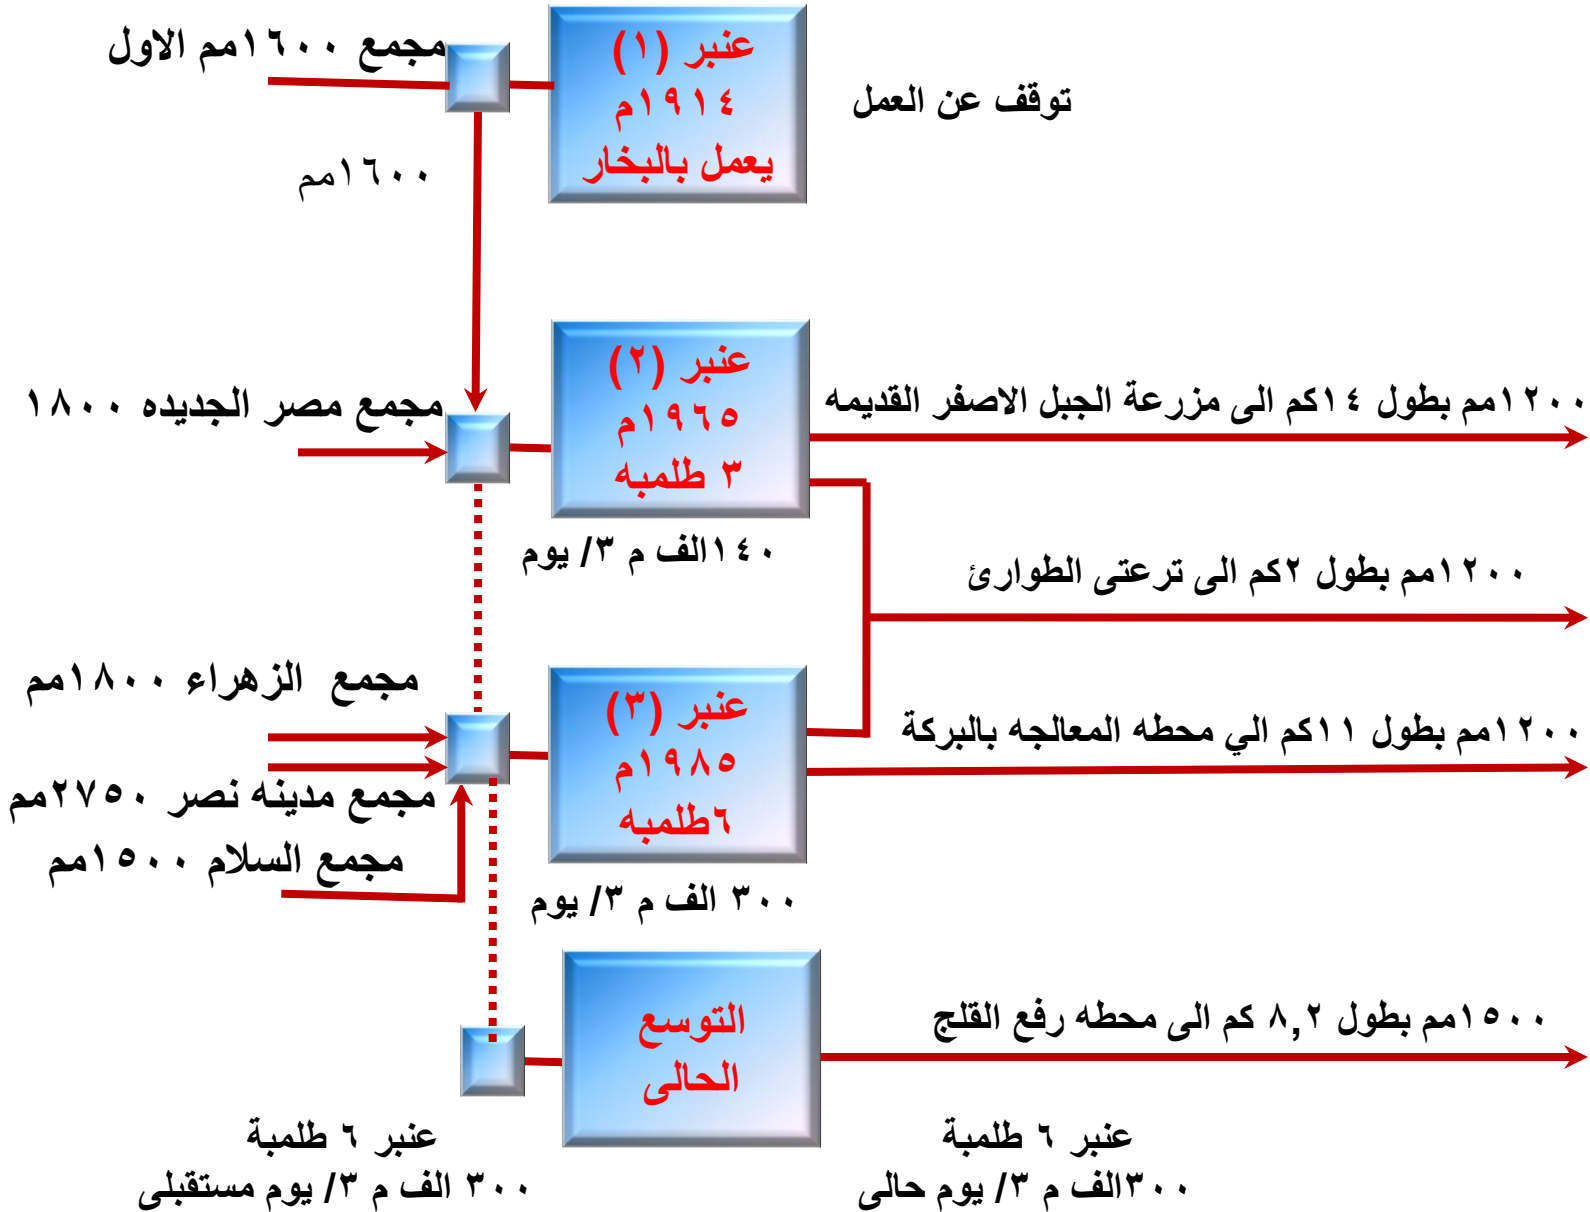 مجمع ١٦٠٠مم الاول
عنبر (١)
١٩١٤م
يعمل بالبخار
توقف عن العمل
١٦٠٠مم
عنبر (٢)
١٩٦٥م
٣ طلمبه
مجمع مصر الجديده ١٨٠٠
١٢٠٠مم بطول ١٤كم الى مزرعة الجبل الاصفر القديمه
١٤٠الف م ٣/ يوم
١٢٠٠مم بطول ٢كم الى ترعتى الطوارئ
مجمع الزهراء ١٨٠٠مم
عنبر (٣)
١٩٨٥م
٦طلمبه
١٢٠٠مم بطول ١١كم الي محطه المعالجه بالبركة
مجمع مدينه نصر ٢٧٥٠مم
مجمع السلام ١٥٠٠مم
٣٠٠ الف م ٣/ يوم
التوسع
الحالى
١٥٠٠مم بطول ٨,٢ كم الى محطه رفع القلج
عنبر ٦ طلمبة
٣٠٠الف م ٣/ يوم حالى
عنبر ٦ طلمبة
٣٠٠ الف م ٣/ يوم مستقبلى